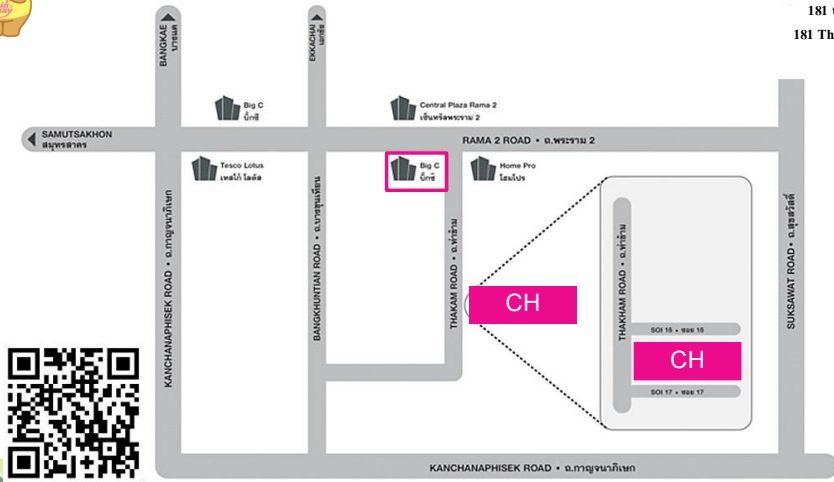 181 t
181 Th
BANGKAE
บางแค
EKKACHAI
เอกชัย
Big C
บิ๊กซี
Central Plaza Rama 2
เซ็นทรัลพระราม 2
SAMUTSAKHON
สมุทรสาคร
RAMA 2 ROAD • ถ.พระราม 2
Tesco Lotus
เทสโก้ โลตัส
Big C
บิ๊กซี
Home Pro
โฮมโปร
KANCHANAPHISEK ROAD • ถ.กาญจนาภิเษก
BANGKHUNTIAN ROAD • ถ.บางขุนเทียน
THAKAM ROAD • ถ.ท่าข้าม
CH
THAKHAM ROAD • ถ.ท่าข้าม
SOI 15 • ซอย 15
CH
SOI 17 • ซอย 17
SUKSAWAT ROAD • ถ.สุขสวัสดิ์
KANCHANAPHISEK ROAD • ถ.กาญจนาภิเษก